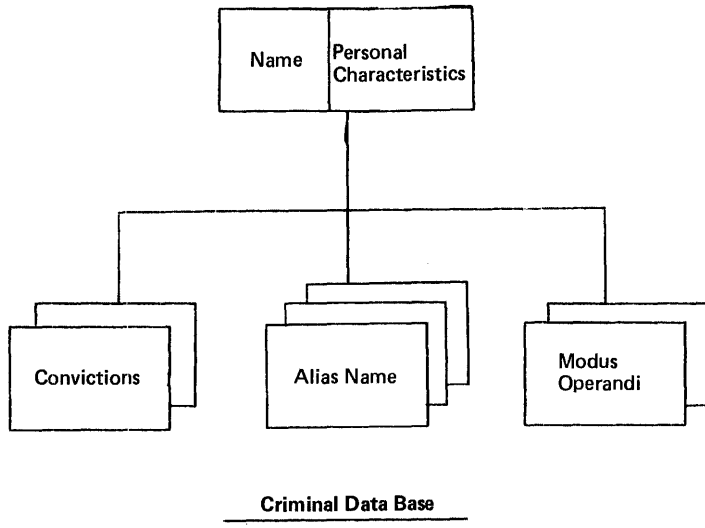 Name
Personal
Characteristics
Convictions
Alias Name
Modus
Operandi
Criminal Data Base